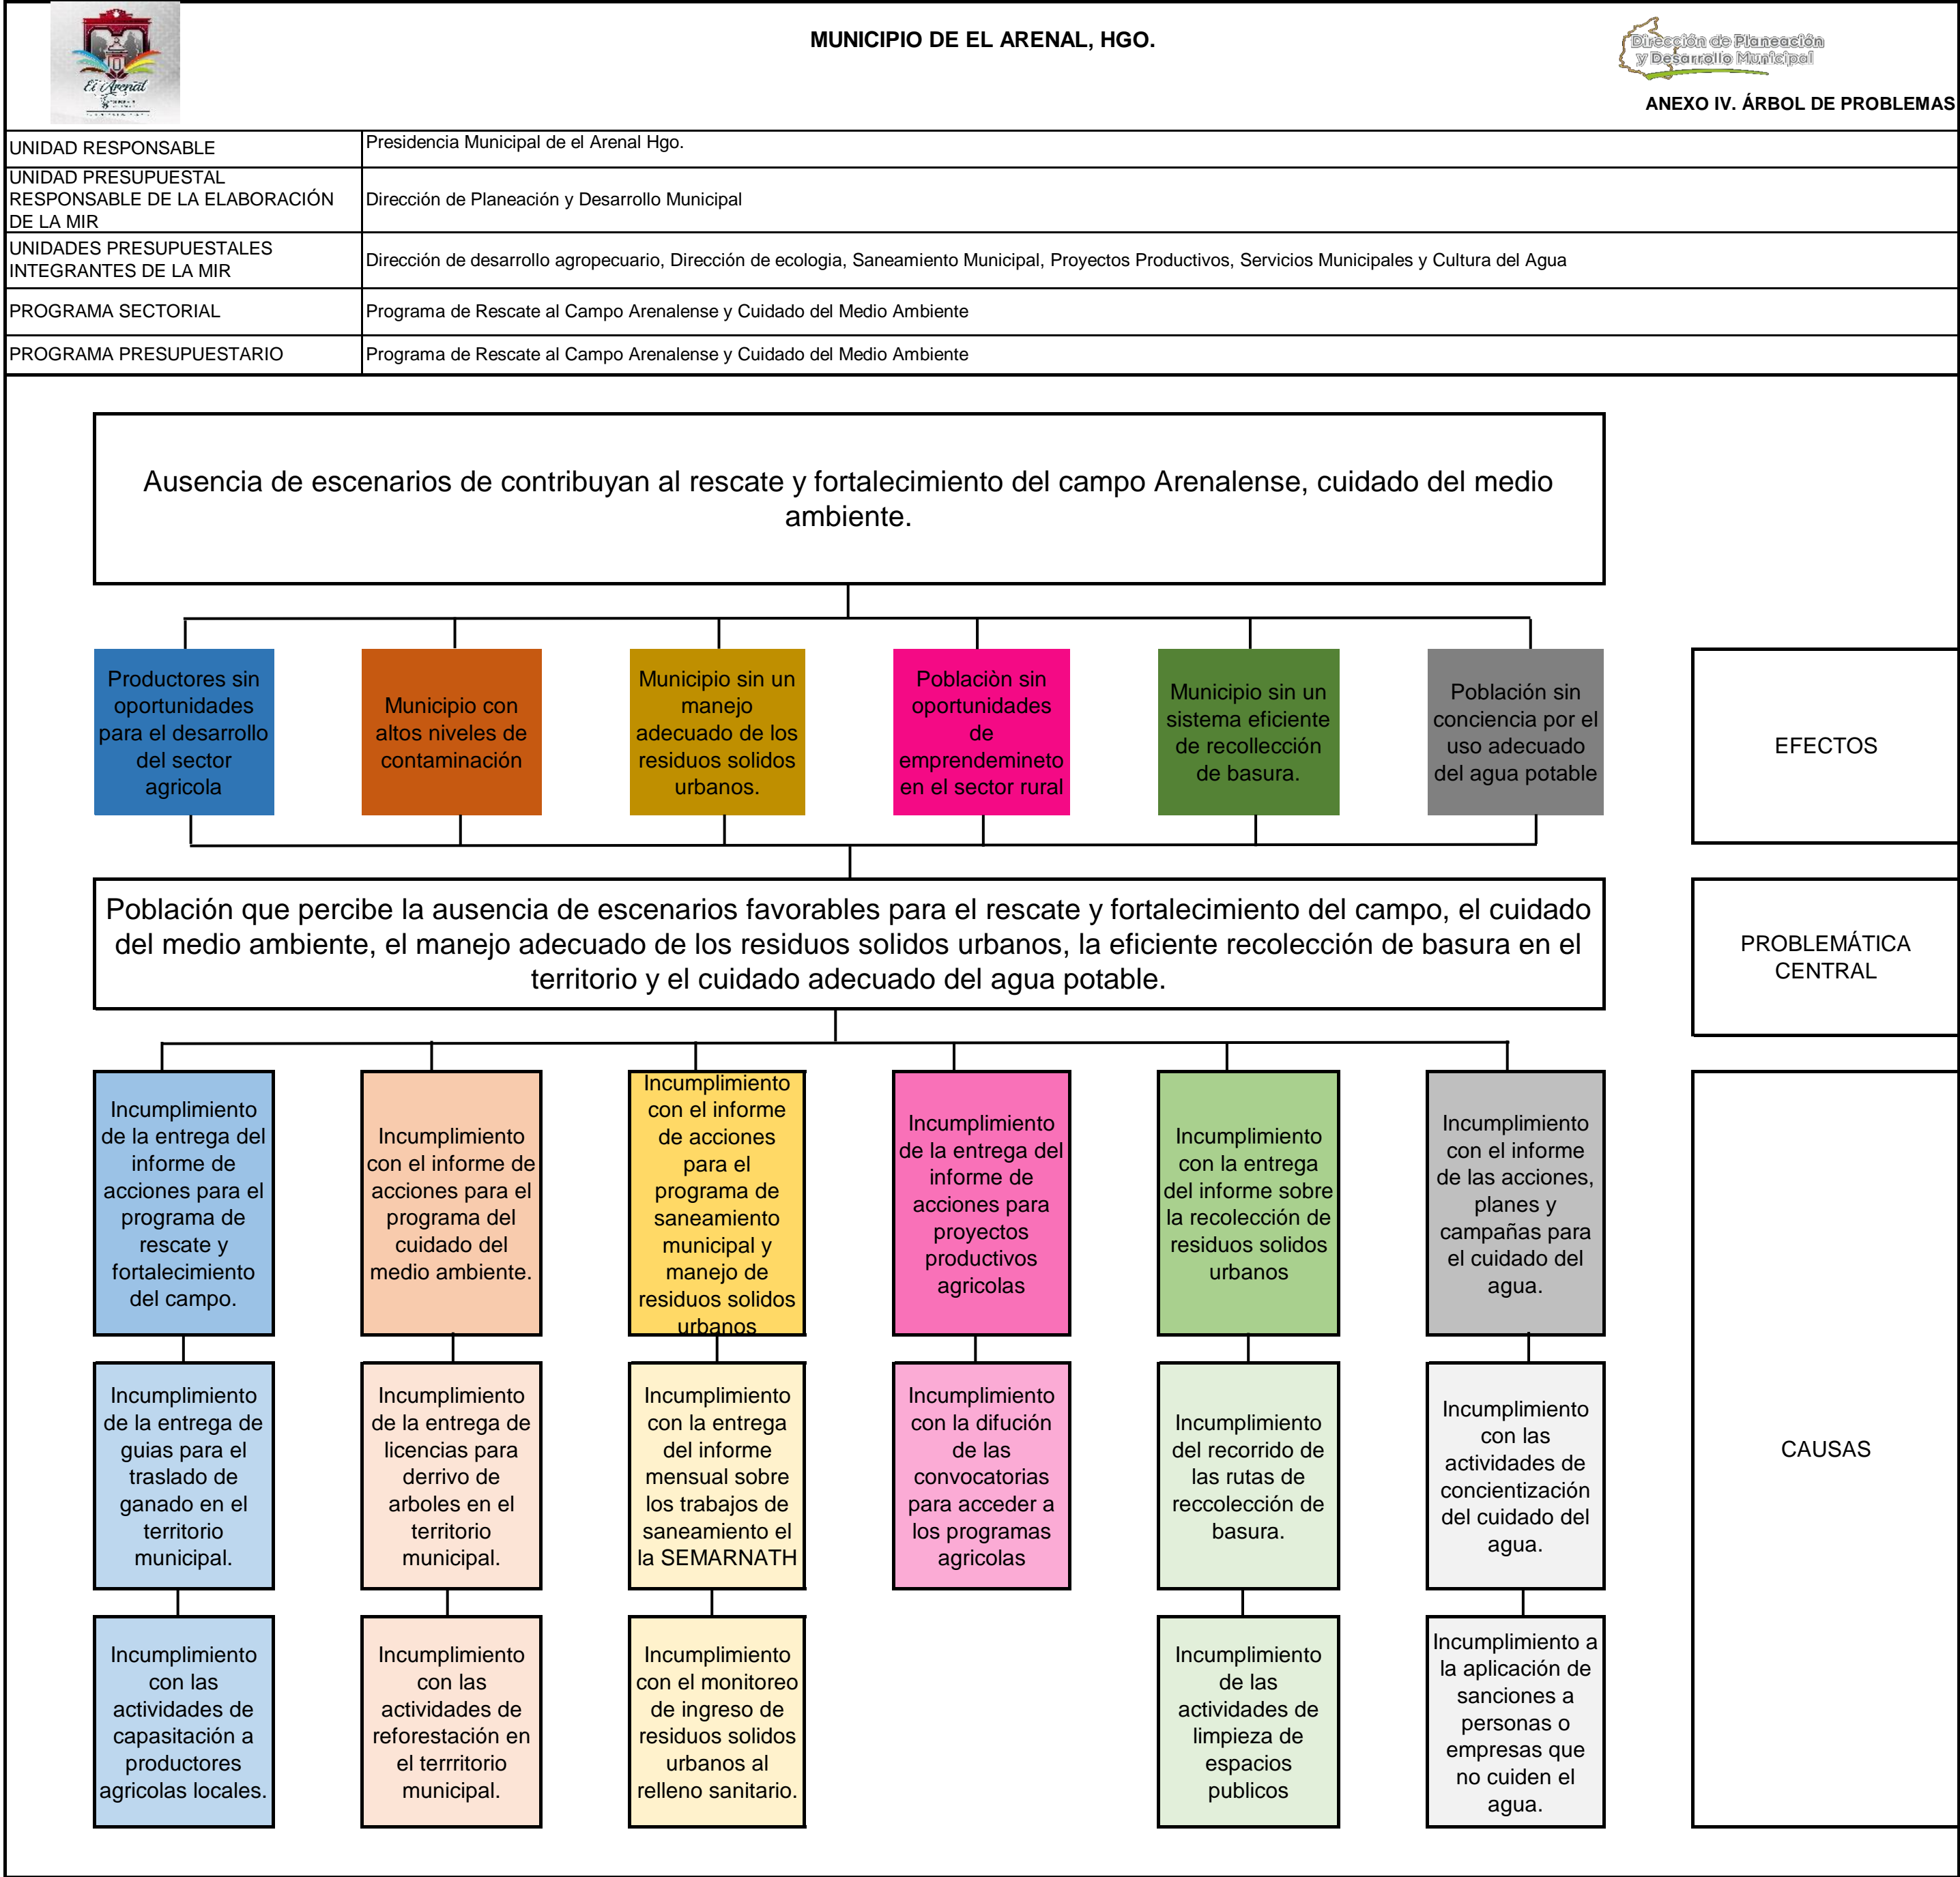 El Arenal
MUNICIPIO DE EL ARENAL, HGO.
Dirección de Planeación
y Desarrollo Municipal
ANEXO IV. ÁRBOL DE PROBLEMAS
UNIDAD RESPONSABLE
Presidencia Municipal de el Arenal Hgo.
UNIDAD PRESUPUESTAL
RESPONSABLE DE LA ELABORACIÓN
DE LA MIR
Dirección de Planeación y Desarrollo Municipal
UNIDADES PRESUPUESTALES
INTEGRANTES DE LA MIR
Dirección de desarrollo agropecuario, Dirección de ecologia, Saneamiento Municipal, Proyectos Productivos, Servicios Municipales y Cultura del Agua
PROGRAMA SECTORIAL
Programa de Rescate al Campo Arenalense y Cuidado del Medio Ambiente
PROGRAMA PRESUPUESTARIO
Programa de Rescate al Campo Arenalense y Cuidado del Medio Ambiente
Ausencia de escenarios de contribuyan al rescate y fortalecimiento del campo Arenalense, cuidado del medio
ambiente.
Productores sin
oportunidades
para el desarrollo
del sector
agricola
Municipio con
altos niveles de
contaminación
Municipio sin un
manejo
adecuado de los
residuos solidos
urbanos.
Poblaciòn sin
oportunidades
de
emprendemineto
en el sector rural
Municipio sin un
sistema eficiente
de recollección
de basura.
Población sin
conciencia por el
uso adecuado
del agua potable
EFECTOS
Población que percibe la ausencia de escenarios favorables para el rescate y fortalecimiento del campo, el cuidado
del medio ambiente, el manejo adecuado de los residuos solidos urbanos, la eficiente recolección de basura en el
territorio y el cuidado adecuado del agua potable.
PROBLEMÁTICA
CENTRAL
Incumplimiento
de la entrega del
informe de
acciones para el
programa de
rescate y
fortalecimiento
del campo.
Incumplimiento
con el informe de
acciones para el
programa del
cuidado del
medio ambiente.
Incumplimiento
con el informe
de acciones
para el
programa de
saneamiento
municipal y
manejo de
residuos solidos
urbanos
Incumplimiento
de la entrega del
informe de
acciones para
proyectos
productivos
agricolas
Incumplimiento
con la entrega
del informe sobre
la recolección de
residuos solidos
urbanos
Incumplimiento
con el informe
de las acciones,
planes y
campañas para
el cuidado del
agua.
CAUSAS
Incumplimiento
de la entrega de
guias para el
traslado de
ganado en el
territorio
municipal.
Incumplimiento
de la entrega de
licencias para
derrivo de
arboles en el
territorio
municipal.
Incumplimiento
con la entrega
del informe
mensual sobre
los trabajos de
saneamiento el
la SEMARNATH
Incumplimiento
con la difución
de las
convocatorias
para acceder a
los programas
agricolas
Incumplimiento
del recorrido de
las rutas de
reccolección de
basura.
Incumplimiento
con las
actividades de
concientización
del cuidado del
agua.
Incumplimiento
con las
actividades de
capasitación a
productores
agricolas locales.
Incumplimiento
con las
actividades de
reforestación en
el terrritorio
municipal.
Incumplimiento
con el monitoreo
de ingreso de
residuos solidos
urbanos al
relleno sanitario.
Incumplimiento
de las
actividades de
limpieza de
espacios
publicos
Incumplimiento a
la aplicación de
sanciones a
personas o
empresas que
no cuiden el
agua.